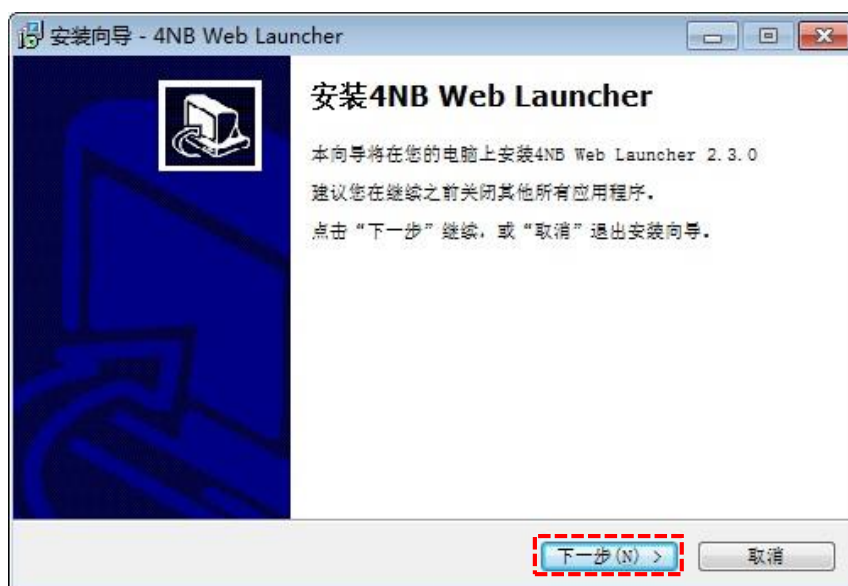 安装向导 - 4NB Web Launcher
安装4NB Web Launcher
本向导将在您的电脑上安装4NB Web Launcher 2.3.0
建议您在继续之前关闭其他所有应用程序。
点击“下一步”继续，或“取消”退出安装向导。
下一步(N) >
取消